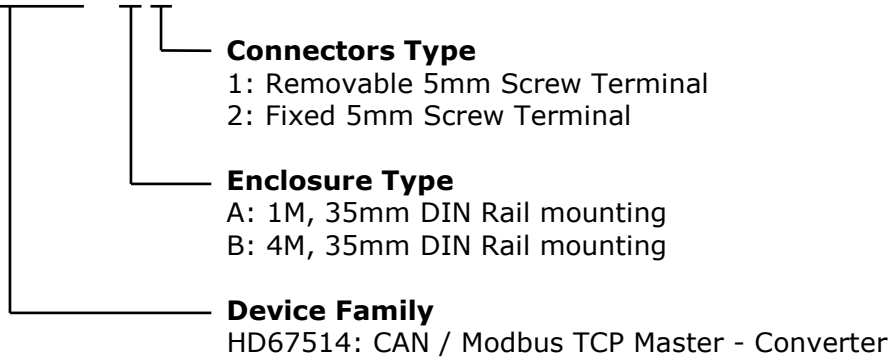 Connectors Type
1: Removable 5mm Screw Terminal
2: Fixed 5mm Screw Terminal
Enclosure Type
A: 1M, 35mm DIN Rail mounting
B: 4M, 35mm DIN Rail mounting
Device Family
HD67514: CAN / Modbus TCP Master - Converter